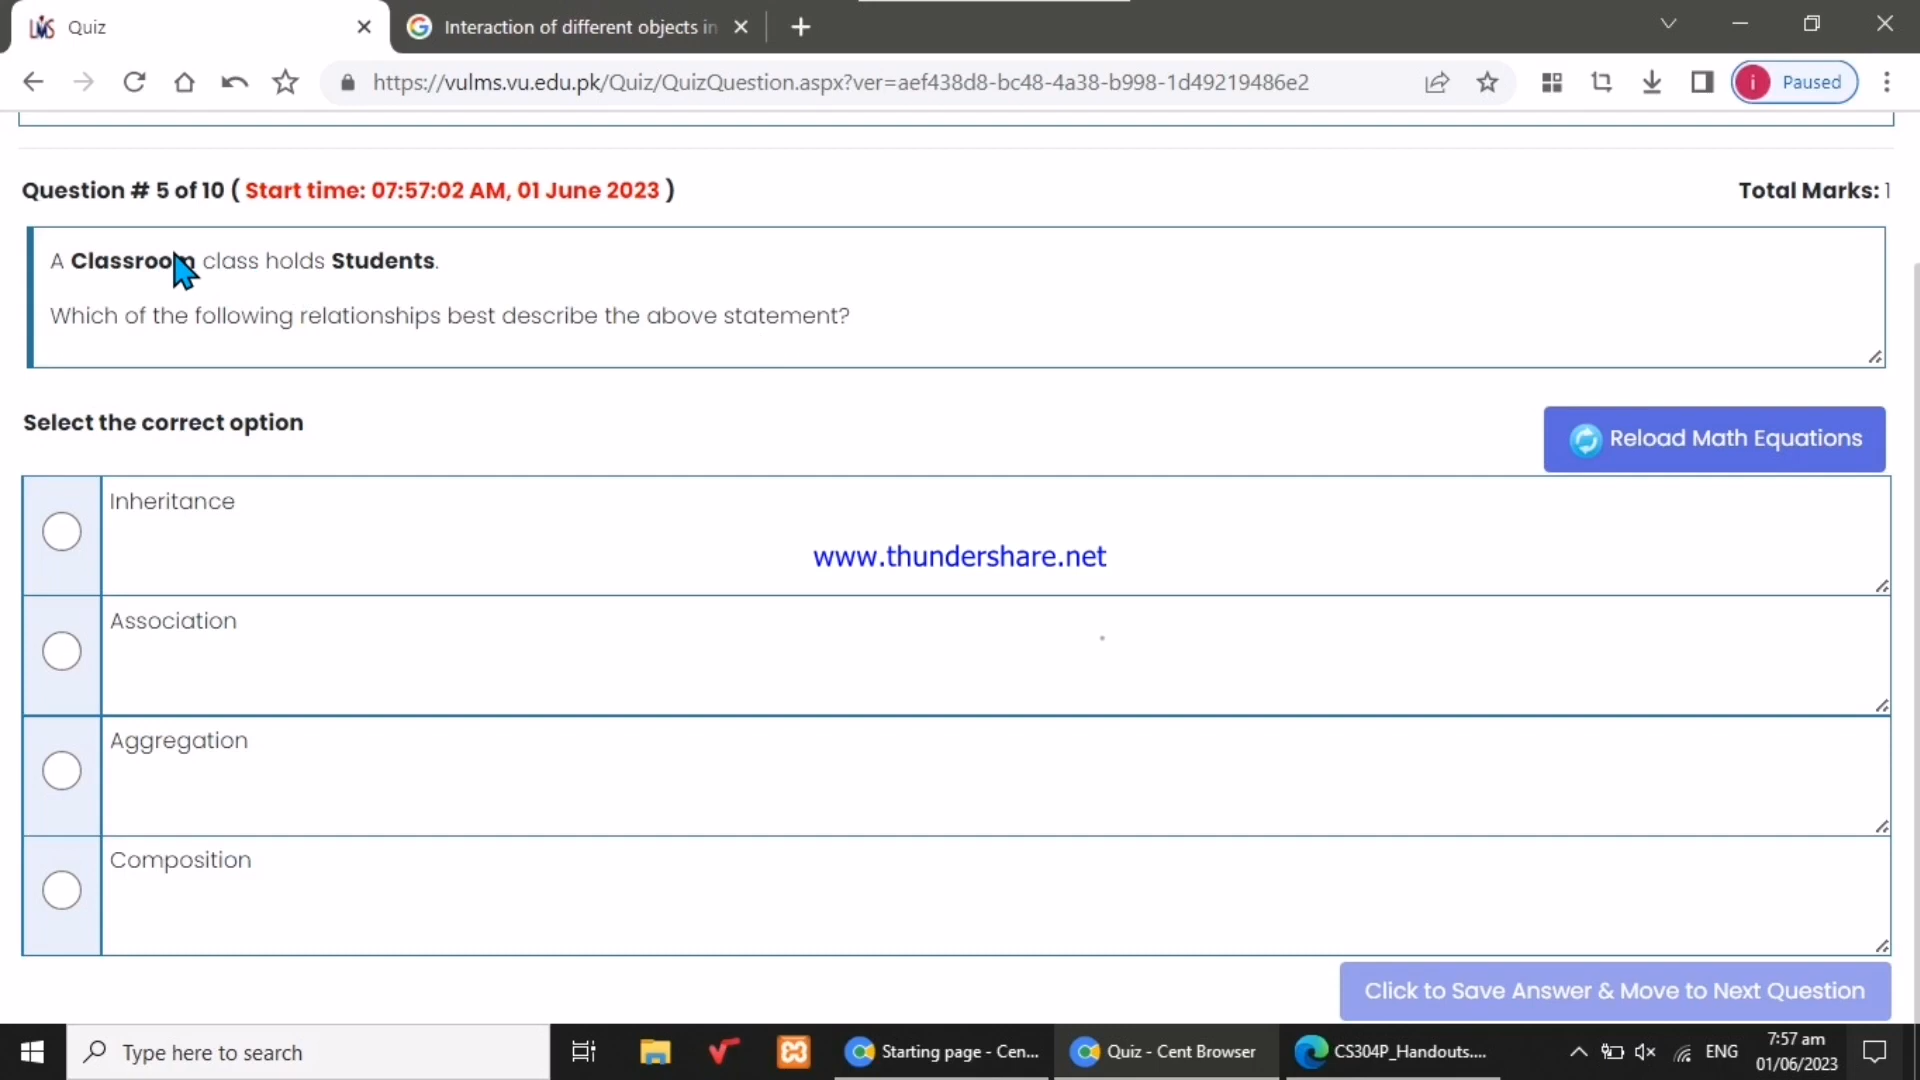 Quiz
Interaction of different objects in
https://vulms.vu.edu.pk/Quiz/QuizQuestion.aspx?ver=aef438d8-bc48-4a38-b998-1d49219486e2
i Paused
Question # 5 of 10 ( Start time: 07:57:02 AM, 01 June 2023 )
Total Marks: 1
A Classroom class holds Students.
Which of the following relationships best describe the above statement?
Select the correct option
Reload Math Equations
Inheritance
www.thundershare.net
Association
Aggregation
Composition
Click to Save Answer & Move to Next Question
Type here to search
Starting page - Cen...
Quiz - Cent Browser
CS304P_Handouts....
ENG
7:57 am
01/06/2023